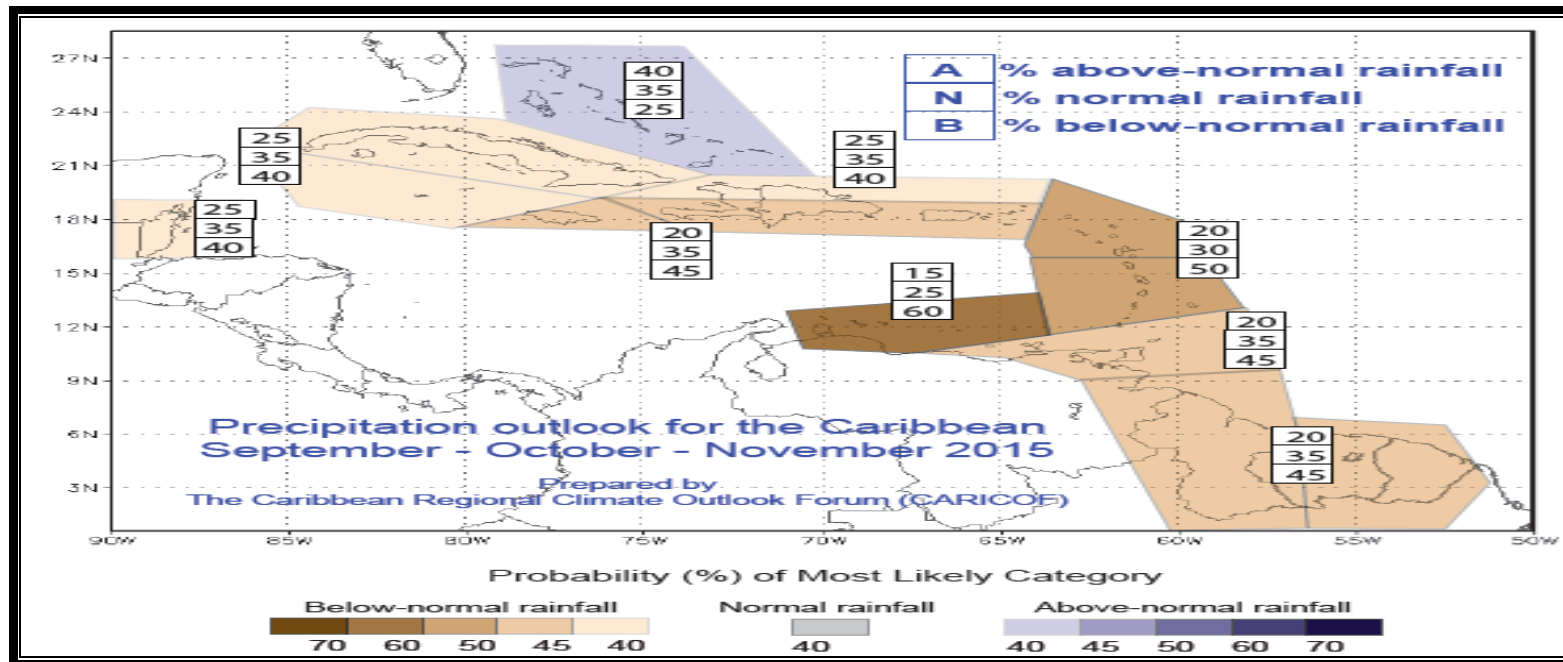 27N
24N
21N
18N
15N
12N
9N
6N
3N
40
35
25
A % above-normal rainfall
N % normal rainfall
B % below-normal rainfall
25
35
40
25
35
40
25
35
40
20
35
45
20
30
50
15
25
60
20
35
45
20
35
45
Precipitation outlook for the Caribbean
September - October - November 2015
Prepared by
The Caribbean Regional Climate Outlook Forum (CARICOF)
90W 85W 80W 75W 70W 65W 60W 55W 50W
Probability (%) of Most Likely Category
Below-normal rainfall Normal rainfall Above-normal rainfall
70 60 50 45 40 40 40 45 50 60 70